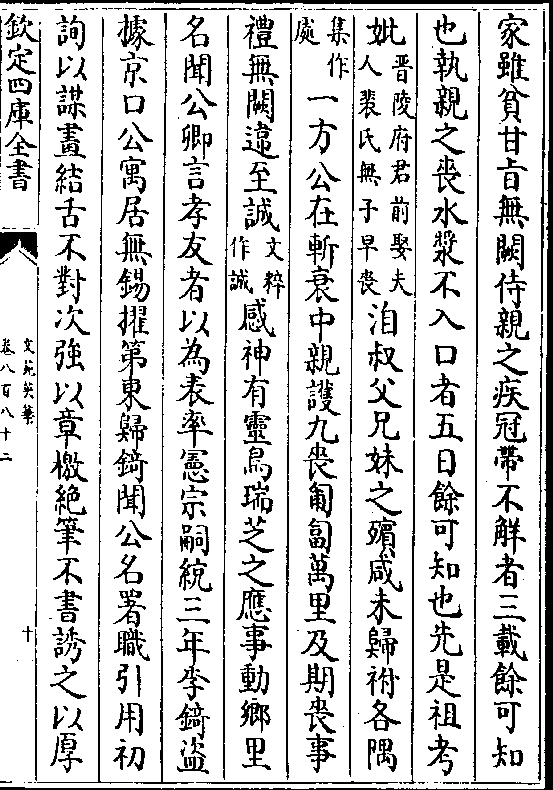 家雖貧甘旨無闕侍親之疾冠帶不解者三載餘可知
也執親之喪水漿不入口者五日餘可知也先是祖考
妣晉陵府君前娶夫人裴氏無子早喪洎叔父兄妹之殯咸未歸祔各隅
集作處一方公在斬衰中親護九喪匍匐萬里及期喪事
禮無闕違至誠文粹作諴感神有靈烏瑞芝之應事動鄉里
名聞公卿言孝友者以為表率憲宗嗣統三年李錡盜
據京口公寓居無錫擢第東歸錡聞公名署職引用初
詢以謀畫結舌不對次強以章檄絕筆不書誘之以厚
欽定四庫全書
文苑英華
卷八百八十二
十